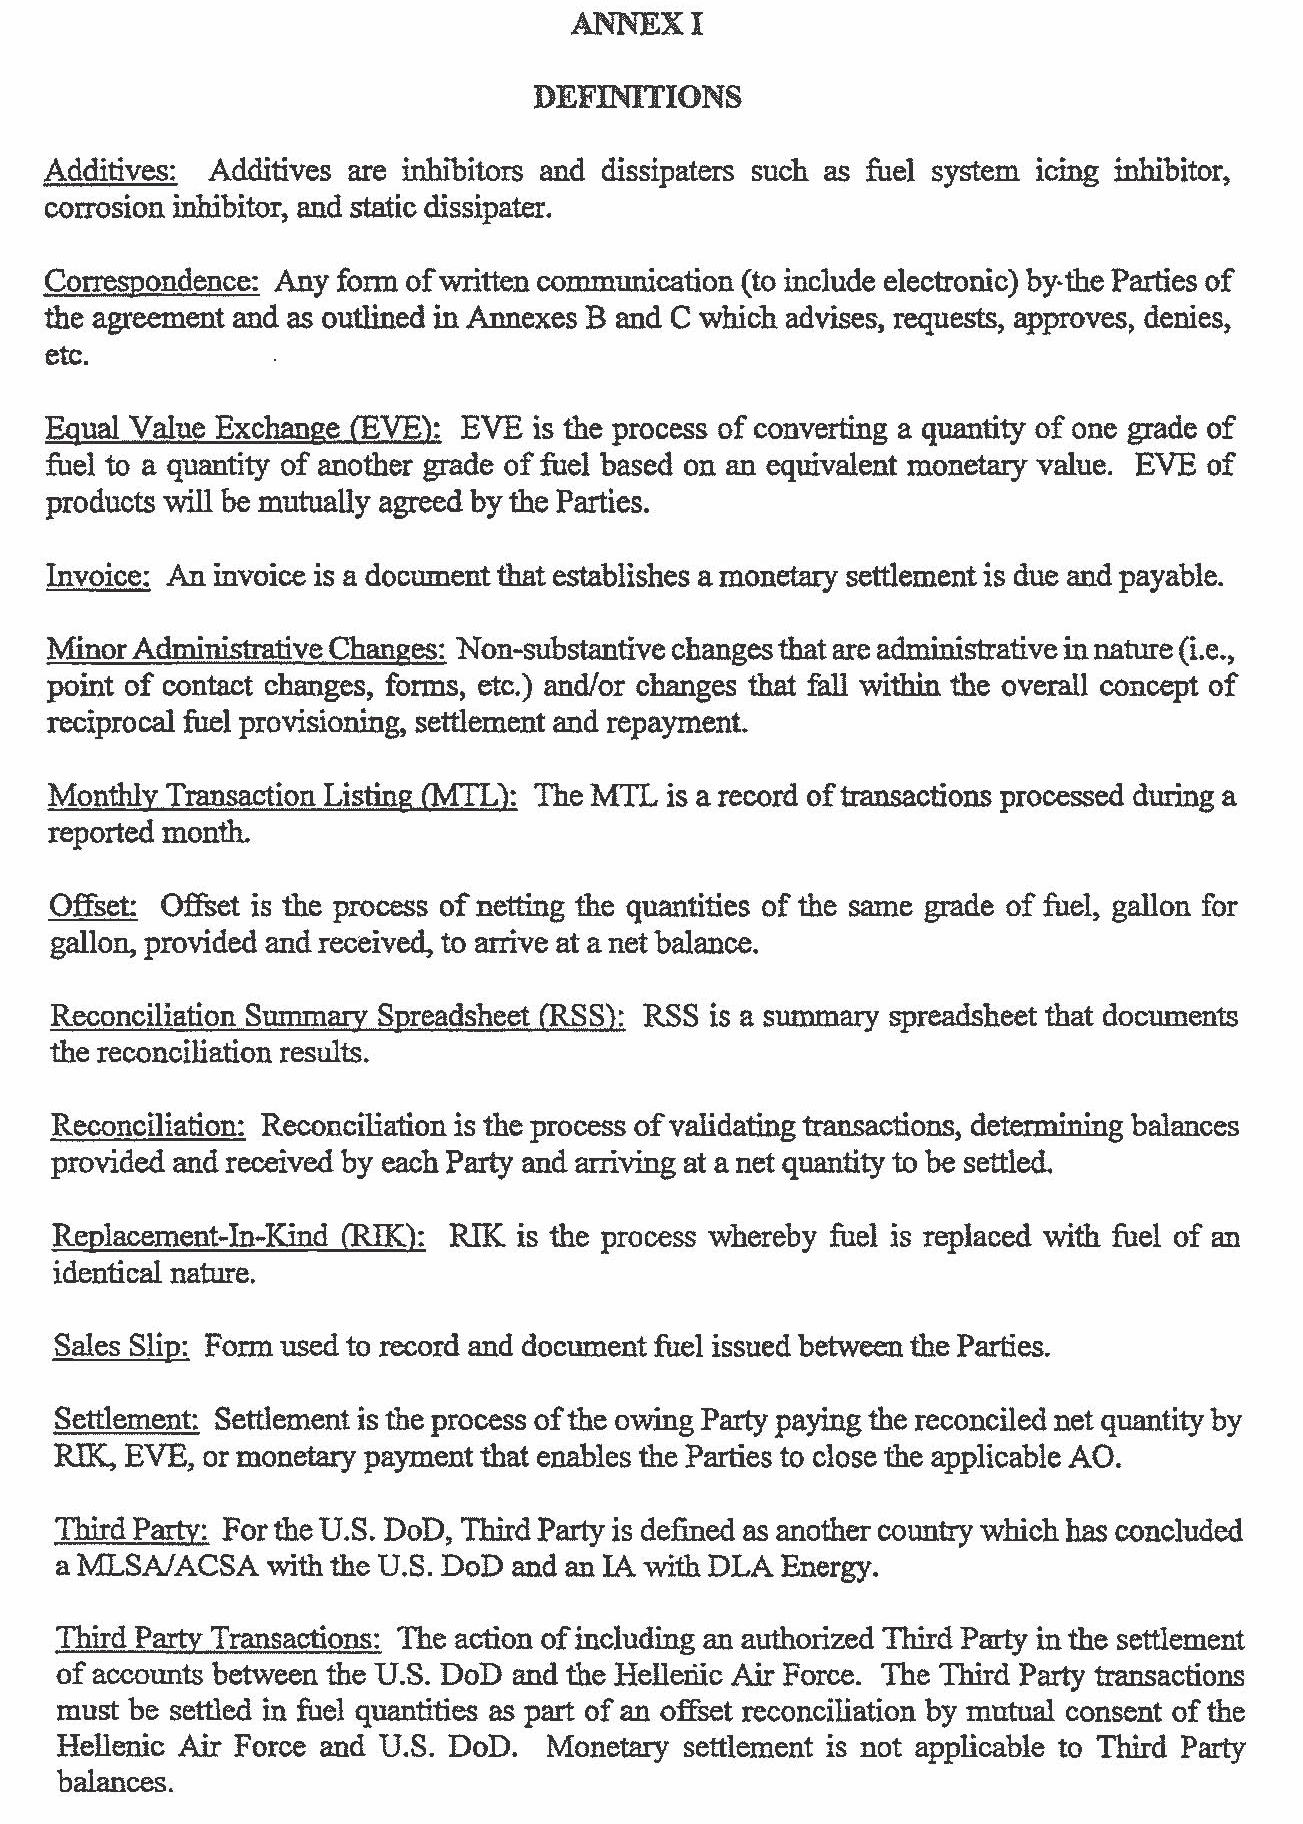 ANNEX I
DEFINITIONS
Additives: Additives are inhibitors and dissipaters such as fuel system icing inhibitor,
corrosion inhibitor, and static dissipater.
Correspondence: Any form of written communication (to include electronic) by the Parties of
the agreement and as outlined in Annexes B and C which advises, requests, approves, denies,
etc.
Equal Value Exchange (EVE): EVE is the process of converting a quantity of one grade of
fuel to a quantity of another grade of fuel based on an equivalent monetary value. EVE of
products will be mutually agreed by the Parties.
Invoice: An invoice is a document that establishes a monetary settlement is due and payable.
Minor Administrative Changes: Non-substantive changes that are administrative in nature (i.e.,
point of contact changes, forms, etc.) and/or changes that fall within the overall concept of
reciprocal fuel provisioning, settlement and repayment.
Monthly Transaction Listing (MTL): The MTL is a record of transactions processed during a
reported month.
Offset: Offset is the process of netting the quantities of the same grade of fuel, gallon for
gallon, provided and received, to arrive at a net balance.
Reconciliation Summary Spreadsheet (RSS): RSS is a summary spreadsheet that documents
the reconciliation results.
Reconciliation: Reconciliation is the process of validating transactions, determining balances
provided and received by each Party and arriving at a net quantity to be settled.
Replacement-In-Kind (RIK): RIK is the process whereby fuel is replaced with fuel of an
identical nature.
Sales Slip: Form used to record and document fuel issued between the Parties.
Settlement: Settlement is the process of the owing Party paying the reconciled net quantity by
RIK, EVE, or monetary payment that enables the Parties to close the applicable AO.
Third Party: For the U.S. DoD, Third Party is defined as another country which has concluded
a MLSA/ACSA with the U.S. DoD and an IA with DLA Energy.
Third Party Transactions: The action of including an authorized Third Party in the settlement
of accounts between the U.S. DoD and the Hellenic Air Force. The Third Party transactions
must be settled in fuel quantities as part of an offset reconciliation by mutual consent of the
Hellenic Air Force and U.S. DoD. Monetary settlement is not applicable to Third Party
balances.